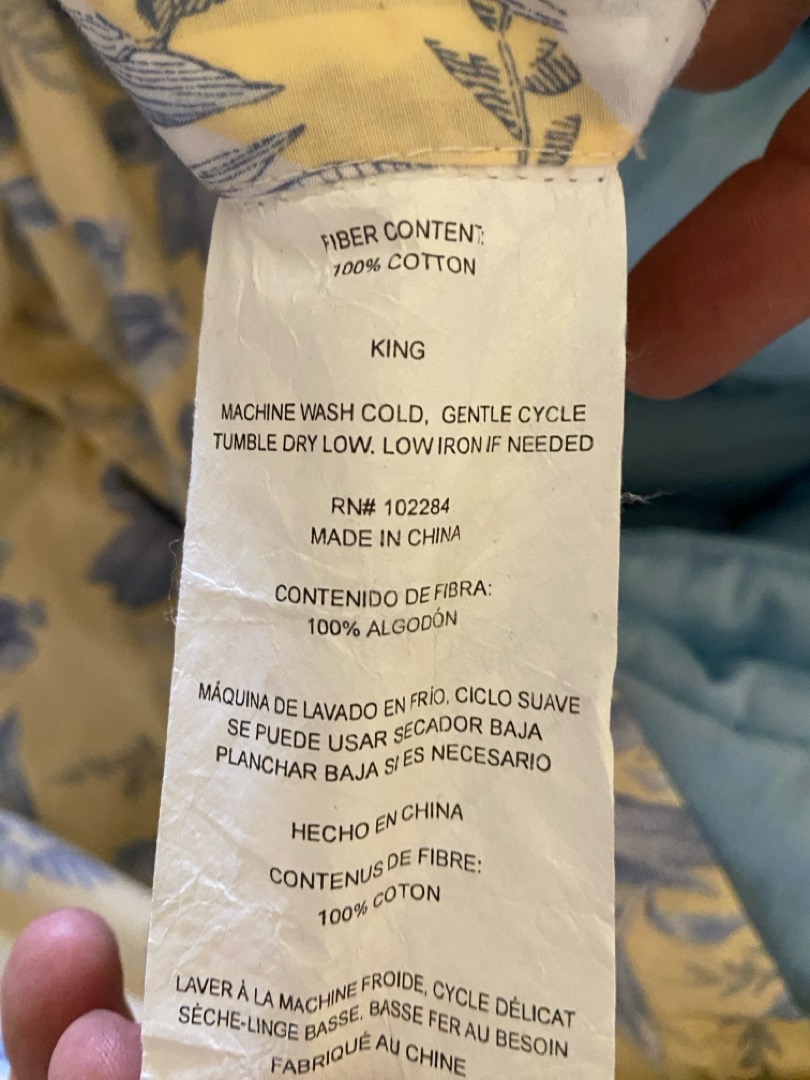 FIBER CONTENT:
100% COTTON
KING
MACHINE WASH COLD, GENTLE CYCLE
TUMBLE DRY LOW. LOW IRON IF NEEDED
RN# 102284
MADE IN CHINA
CONTENIDO DE FIBRA:
100% ALGODÓN
MÁQUINA DE LAVADO EN FRÍO, CICLO SUAVE
SE PUEDE USAR SECADOR BAJA
PLANCHAR BAJA SI ES NECESARIO
HECHO EN CHINA
CONTENUS DE FIBRE:
100% COTON
LAVER À LA MACHINE FROIDE, CYCLE DÉLICAT
SÈCHE-LINGE BASSE, BASSE FER AU BESOIN
FABRIQUÉ AU CHINE